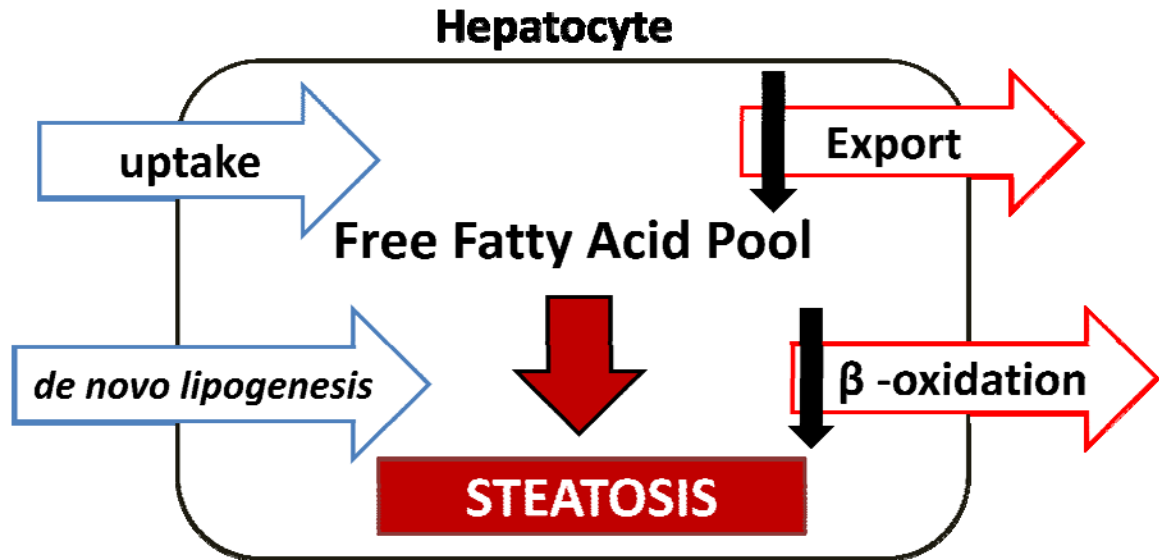 Hepatocyte
uptake
Export
Free Fatty Acid Pool
de novo lipogenesis
β -oxidation
STEATOSIS